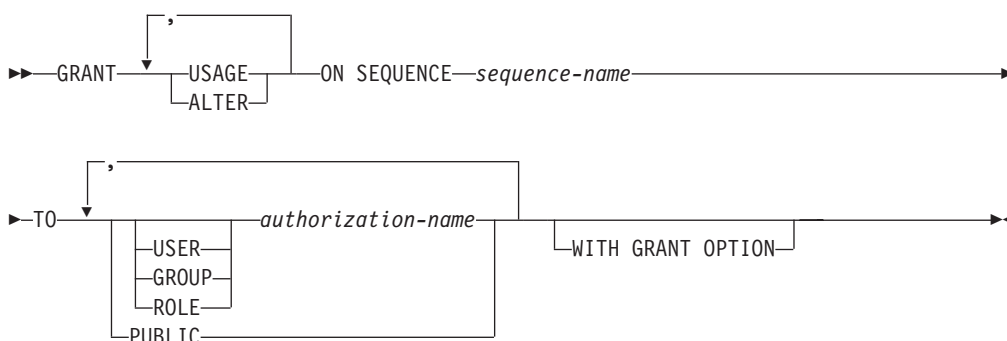 ,
GRANT USAGE ON SEQUENCE sequence-name
ALTER
,
TO authorization-name
USER WITH GRANT OPTION
GROUP
ROLE
PUBLIC